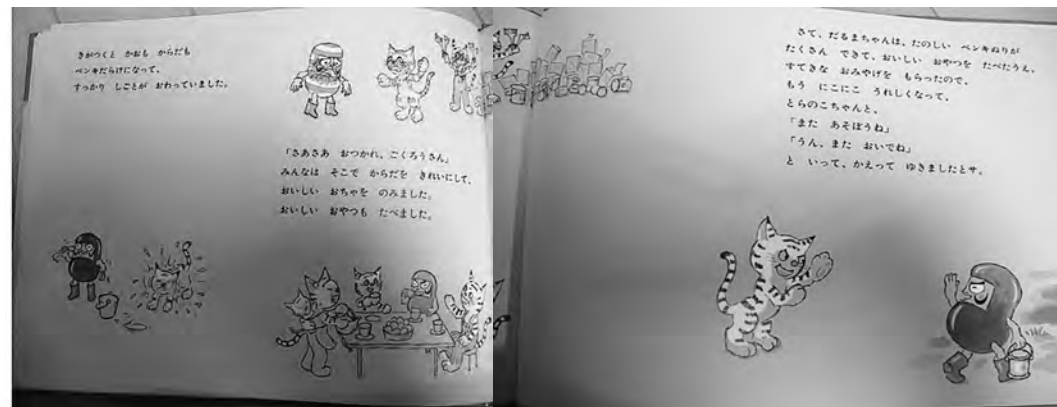 きがつくと かおも からだも
ペンキだらけになって、
すっかり しごとが おわっていました。
「さあさあ おつかれ、ごくろうさん」
みんなは そこで からだを きれいにして、
おいしい おちゃを のみました。
おいしい おやつも たべました。
さて、だるまちゃんは、たのしい ペンキぬりが
たくさん できて、おいしい おやつを たべたうえ、
すてきな おみやげを もらったので、
もう にこにこ うれしくなって、
とらのこちゃんと、
「また あそぼうね」
「うん、また おいでね」
と いって、かえって ゆきましたとサ。